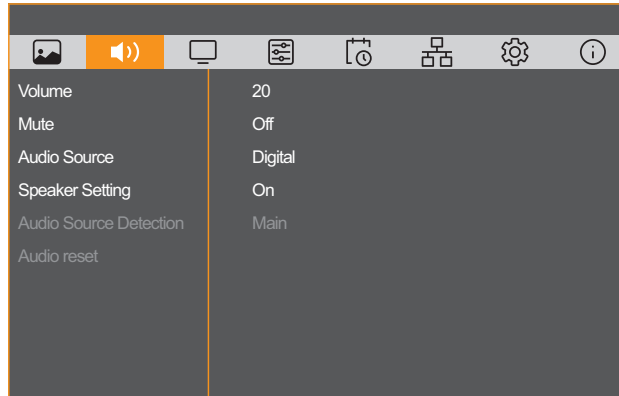 Volume 20
Mute Off
Audio Source Digital
Speaker Setting On
Audio Source Detection Main
Audio reset